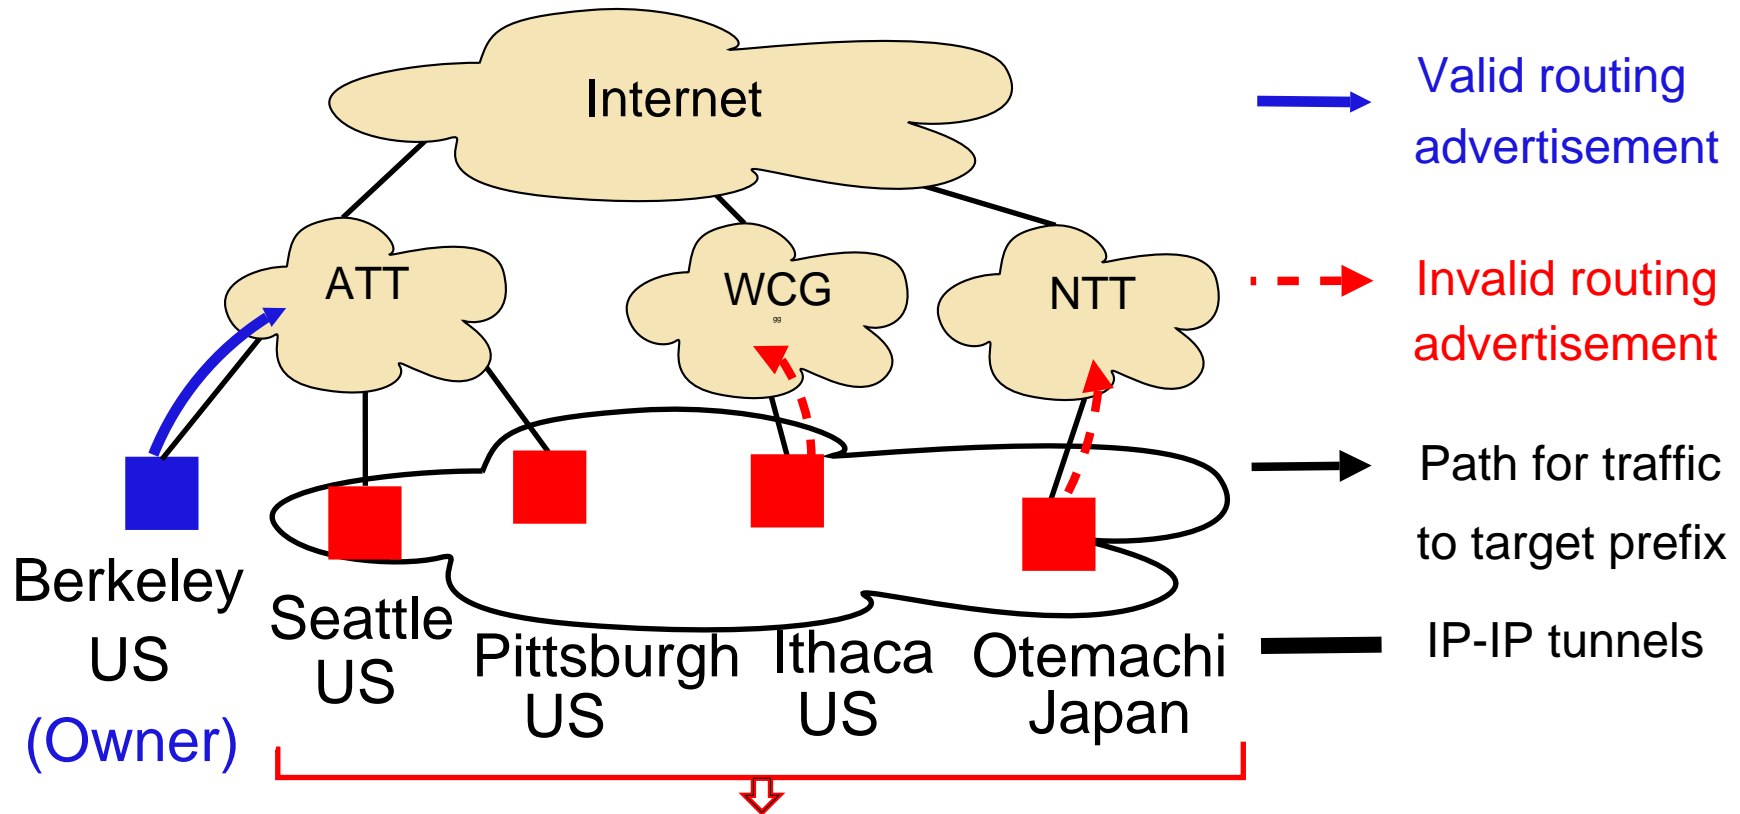 Internet
Valid routing
advertisement
ATT
WCG
gg
NTT
Invalid routing
advertisement
Path for traffic
to target prefix
IP-IP tunnels
Berkeley
US
(Owner)
Seattle
US
Pittsburgh
US
Ithaca
US
Otemachi
Japan